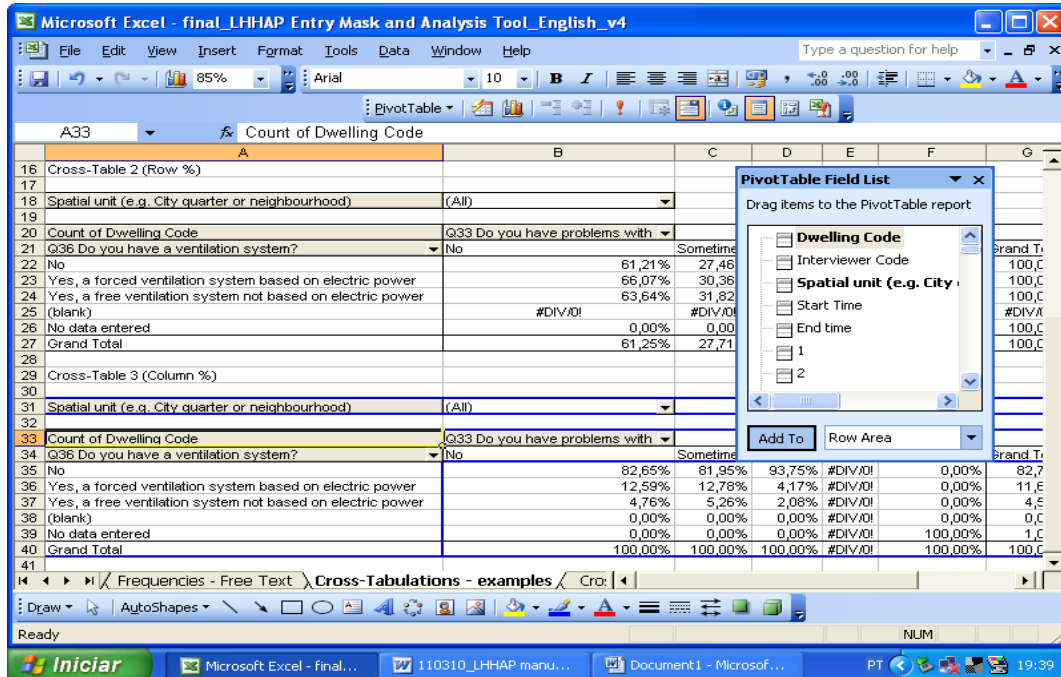 Microsoft Excel - final_LHHAP Entry Mask and Analysis Tool_English_v4
File Edit View Insert Format Tools Data Window Help Type a question for help
85% Arial 10 B I
PivotTable
A33 fx Count of Dwelling Code
A B C D E F G
16 Cross-Table 2 (Row %)
17
18 Spatial unit (e.g. City quarter or neighbourhood) (All)
19
20 Count of Dwelling Code Q33 Do you have problems with
21 Q36 Do you have a ventilation system? No Sometime Grand T
22 No 61,21% 27,46 100,0
23 Yes, a forced ventilation system based on electric power 66,07% 30,36 100,0
24 Yes, a free ventilation system not based on electric power 63,64% 31,82 100,0
25 (blank) #DIV/0! #DIV/0! #DIV/
26 No data entered 0,00% 0,00 100,0
27 Grand Total 61,25% 27,71 100,0
28
29 Cross-Table 3 (Column %)
30
31 Spatial unit (e.g. City quarter or neighbourhood) (All)
32
33 Count of Dwelling Code Q33 Do you have problems with
34 Q36 Do you have a ventilation system? No Sometime Grand T
35 No 82,65% 81,95% 93,75% #DIV/0! 0,00% 82,7
36 Yes, a forced ventilation system based on electric power 12,59% 12,78% 4,17% #DIV/0! 0,00% 11,6
37 Yes, a free ventilation system not based on electric power 4,76% 5,26% 2,08% #DIV/0! 0,00% 4,5
38 (blank) 0,00% 0,00% 0,00% #DIV/0! 0,00% 0,0
39 No data entered 0,00% 0,00% 0,00% #DIV/0! 100,00% 1,0
40 Grand Total 100,00% 100,00% 100,00% #DIV/0! 100,00% 100,0
41
PivotTable Field List
Drag items to the PivotTable report
Dwelling Code
Interviewer Code
Spatial unit (e.g. City
Start Time
End time
1
2
Add To Row Area
Frequencies - Free Text Cross-Tabulations - examples Cro
Draw AutoShapes
Ready NUM
Iniciar Microsoft Excel - final... 110310_LHHAP manu... Document1 - Microsof... PT 19:39